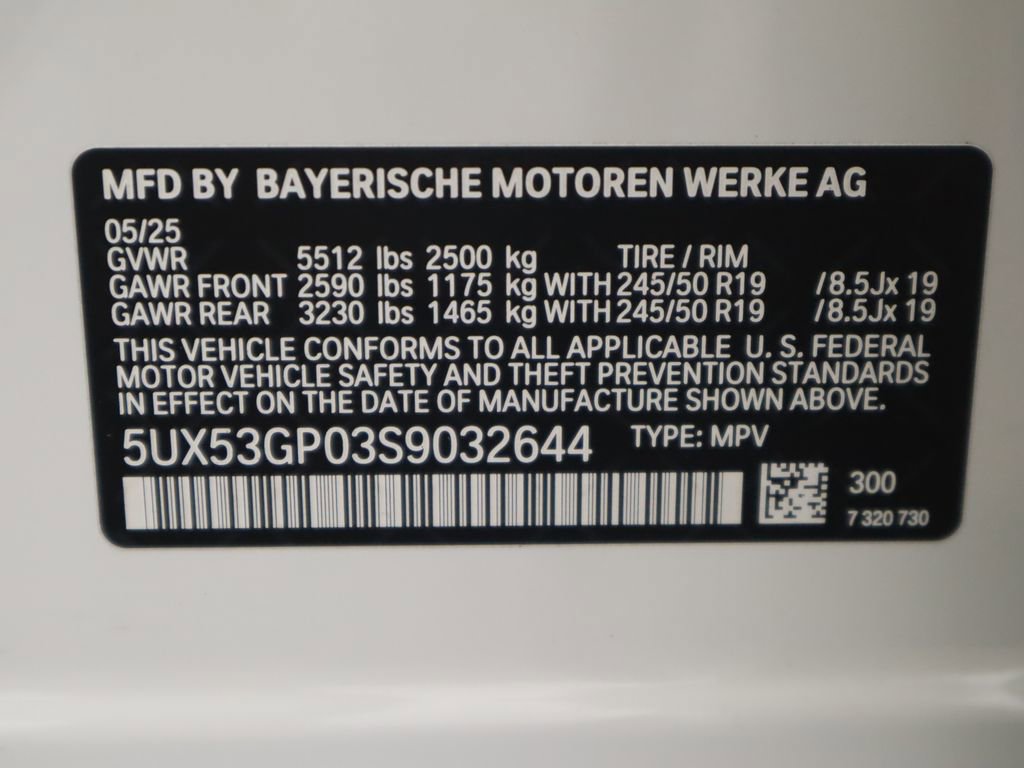 MFD BY BAYERISCHE MOTOREN WERKE AG
05/25
GVWR 5512 lbs 2500 kg TIRE / RIM
GAWR FRONT 2590 lbs 1175 kg WITH 245/50 R19 /8.5Jx 19
GAWR REAR 3230 lbs 1465 kg WITH 245/50 R19 /8.5Jx 19
THIS VEHICLE CONFORMS TO ALL APPLICABLE U. S. FEDERAL
MOTOR VEHICLE SAFETY AND THEFT PREVENTION STANDARDS
IN EFFECT ON THE DATE OF MANUFACTURE SHOWN ABOVE.
5UX53GP03S9032644 TYPE: MPV
300
7 320 730